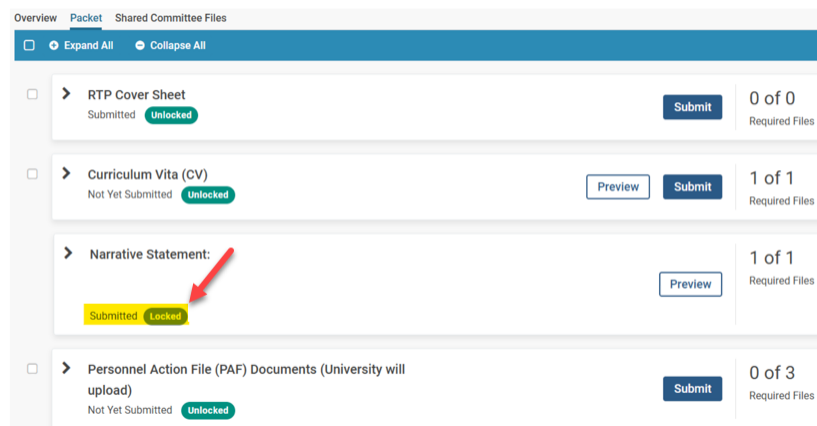 Overview Packet Shared Committee Files
Expand All Collapse All
RTP Cover Sheet
Submitted Unlocked
Submit
0 of 0
Required Files
Curriculum Vita (CV)
Not Yet Submitted Unlocked
Preview Submit
1 of 1
Required Files
Narrative Statement:
Submitted Locked
Preview
1 of 1
Required Files
Personnel Action File (PAF) Documents (University will
upload)
Not Yet Submitted Unlocked
Submit
0 of 3
Required Files